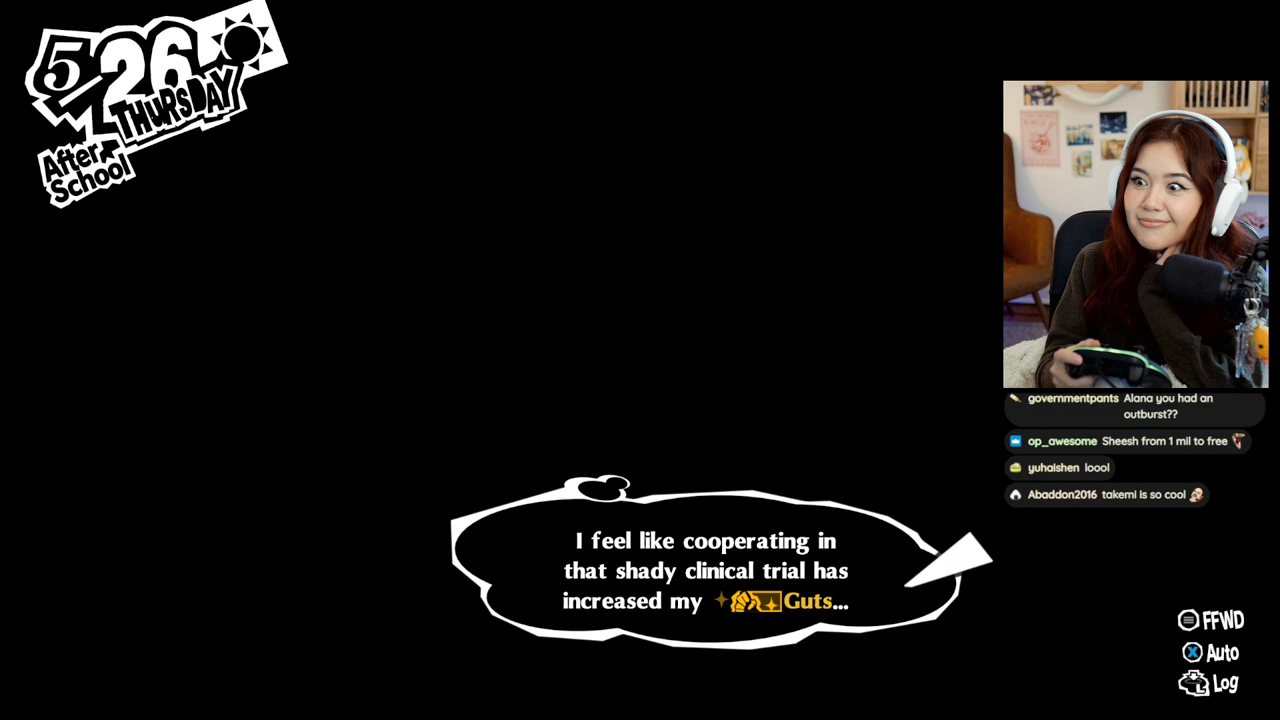 5/26
THURSDAY
After
School
governmentpants Alana you had an
outburst??
op_awesome Sheesh from 1 mil to free
yuhaishen loool
Abaddon2016 takemi is so cool
I feel like cooperating in
that shady clinical trial has
increased my Guts...
FFWD
X Auto
L Log